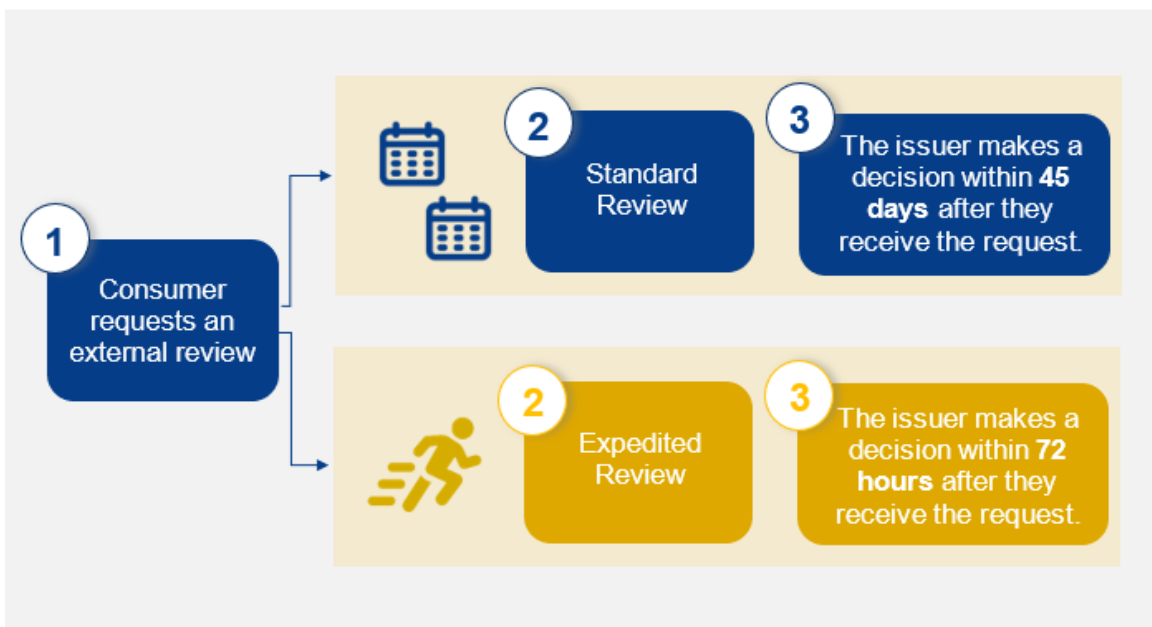 1
Consumer
requests an
external review
2
Standard
Review
3
The issuer makes a
decision within 45
days after they
receive the request.
2
Expedited
Review
3
The issuer makes a
decision within 72
hours after they
receive the request.